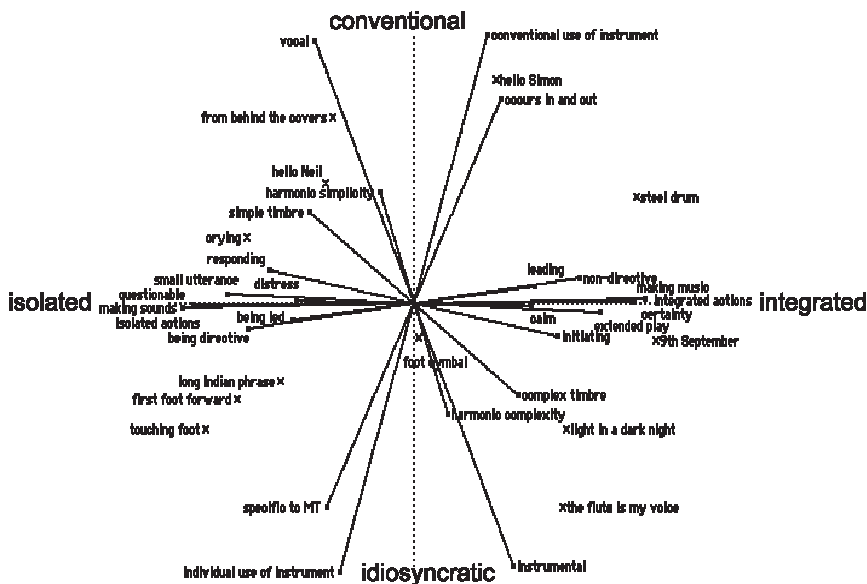 conventional
vocal
conventional use of instrument
×hello Simon
occurs in and out
from behind the covers×
hello Neil
×
harmonic simplicity
×steel drum
simple timbre
crying×
responding
leading
non-directive
small utterance
distress
making music
questionable
isolated
integrated actions
integrated
making sounds
certainty
isolated actions
being led
calm
extended play
being directive
initiating
×9th September
foot cymbal
long Indian phrase×
first foot forward×
complex timbre
harmonic complexity
touching foot×
×light in a dark night
specific to MT
×the flute is my voice
instrumental
individual use of instrument
idiosyncratic